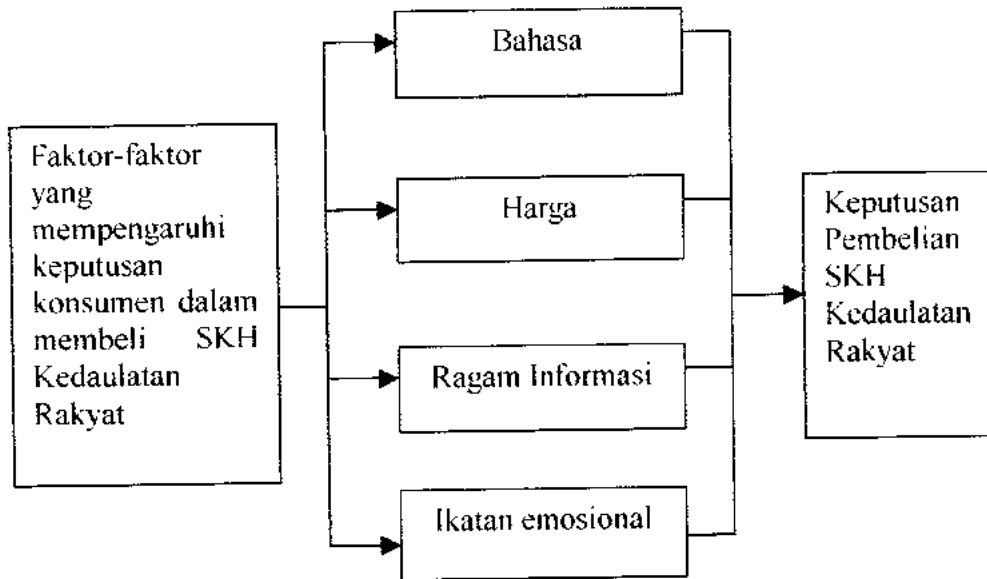 Faktor-faktor
yang
mempengaruhi
keputusan
konsumen dalam
membeli SKH
Kedaulatan
Rakyat
Bahasa
Harga
Ragam Informasi
Ikatan emosional
Keputusan
Pembelian
SKH
Kedaulatan
Rakyat